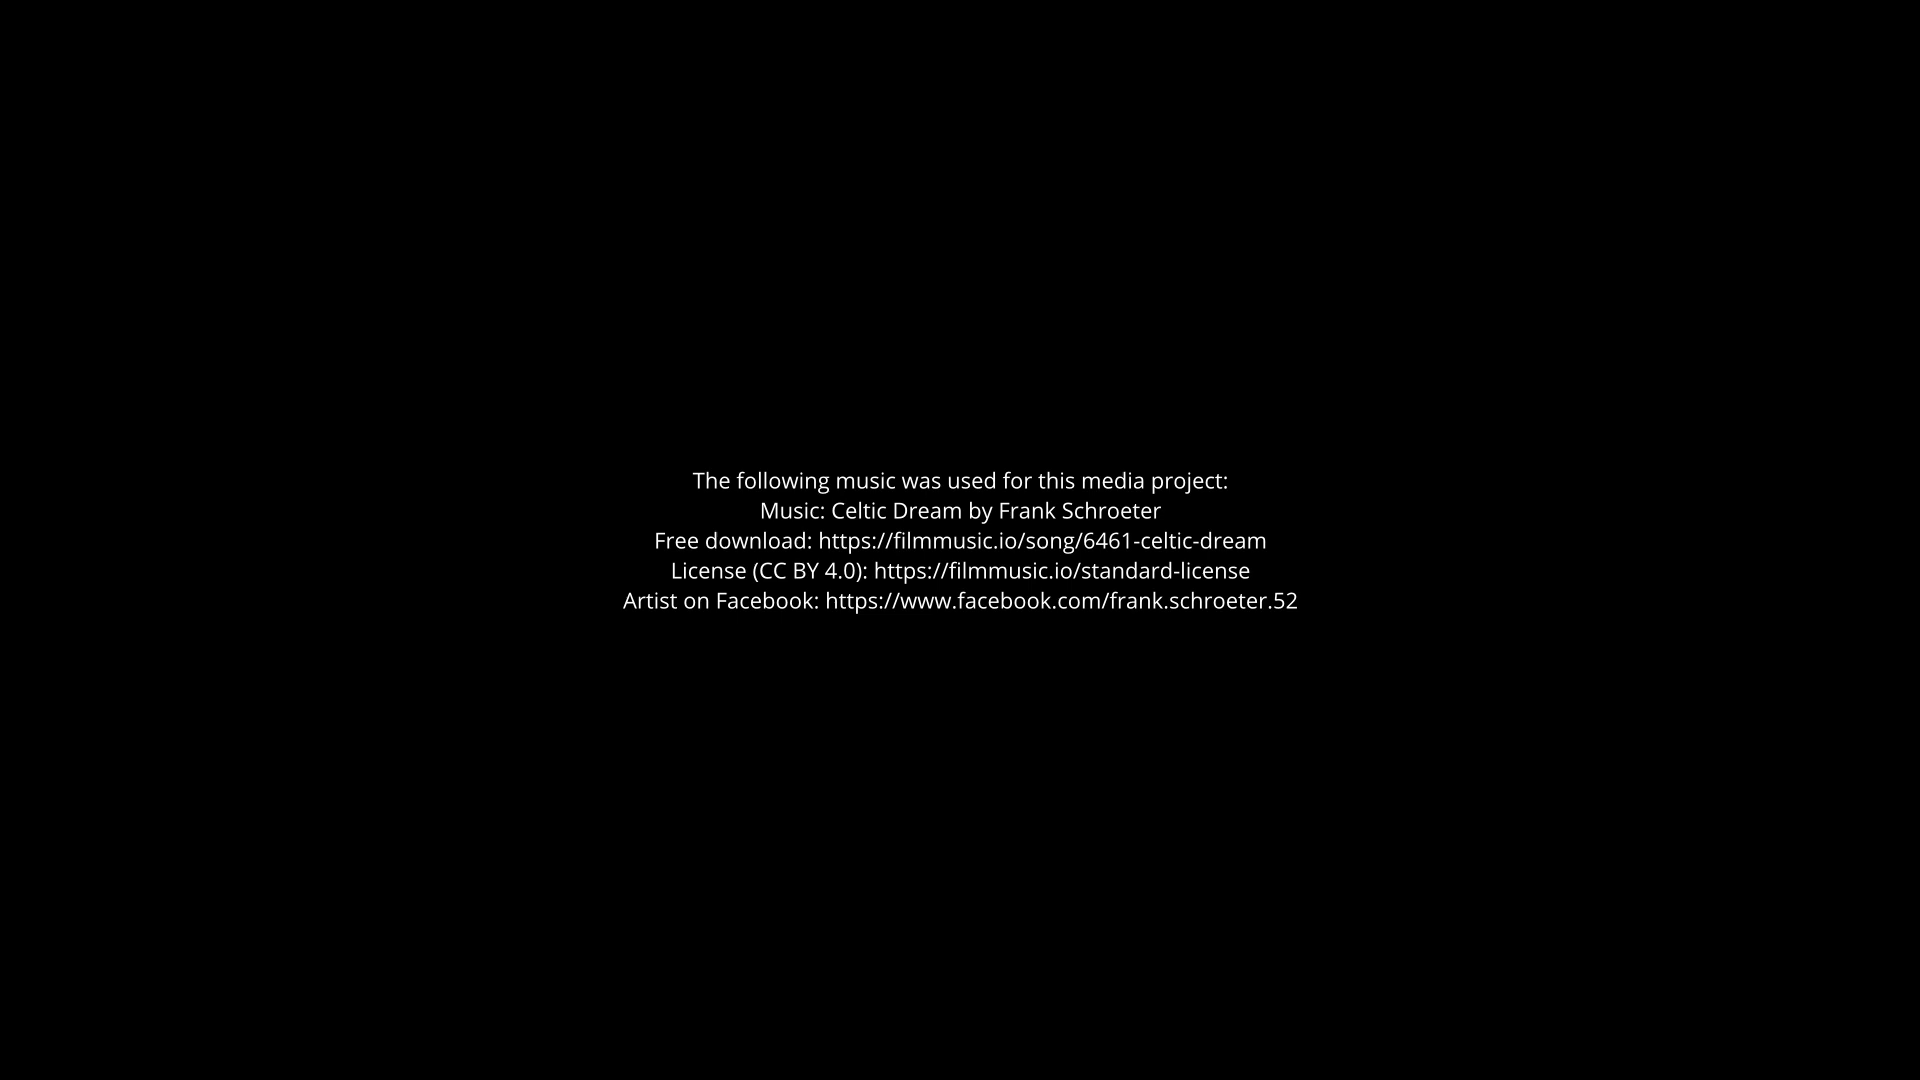 The following music was used for this media project:
Music: Celtic Dream by Frank Schroeter
Free download: https://filmmusic.io/song/6461-celtic-dream
License (CC BY 4.0): https://filmmusic.io/standard-license
Artist on Facebook: https://www.facebook.com/frank.schroeter.52